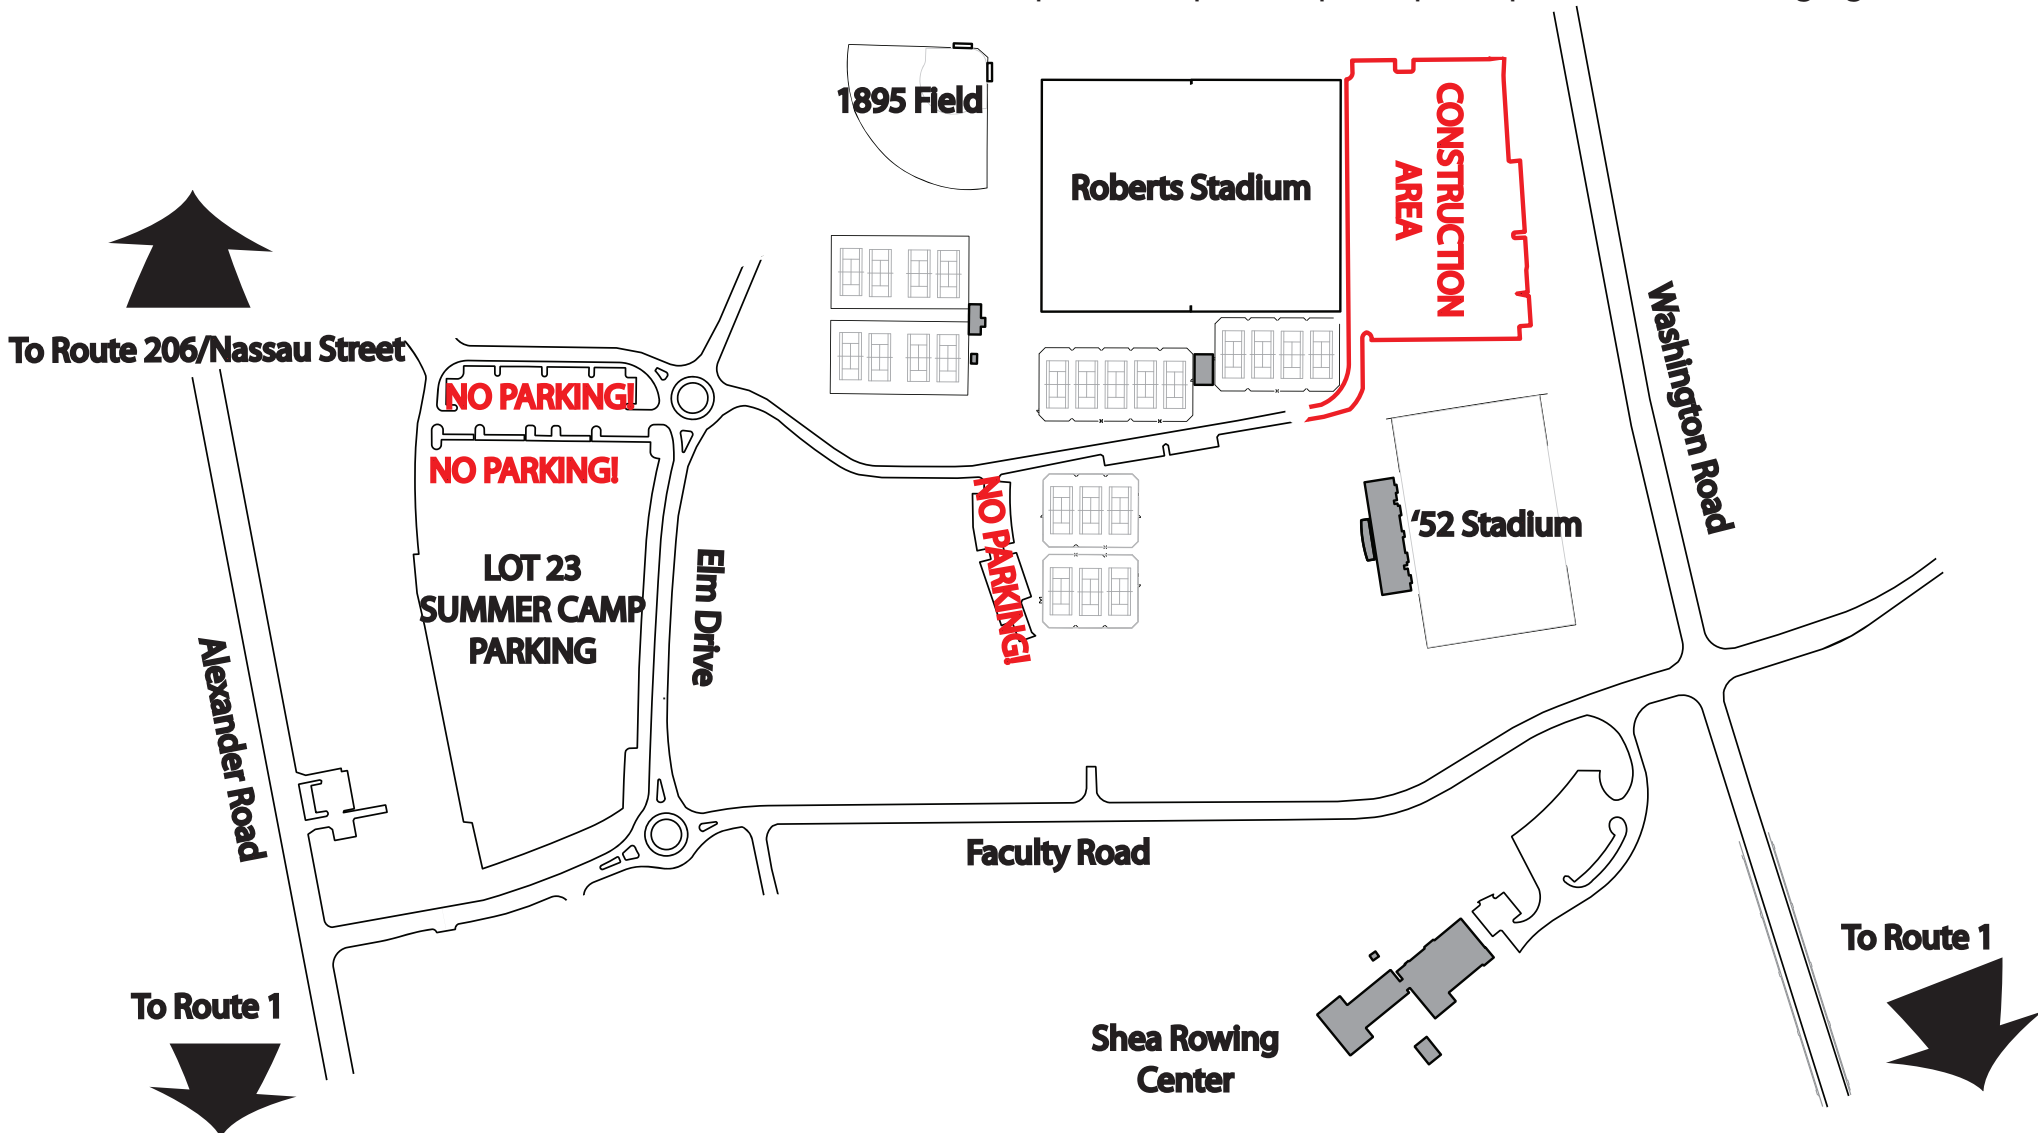 1895 Field
Roberts Stadium
CONSTRUCTION
AREA
To Route 206/Nassau Street
NO PARKING!
NO PARKING!
NO PARKING!
Washington Road
'52 Stadium
LOT 23
SUMMER CAMP
PARKING
Elm Drive
Alexander Road
Faculty Road
To Route 1
To Route 1
Shea Rowing
Center